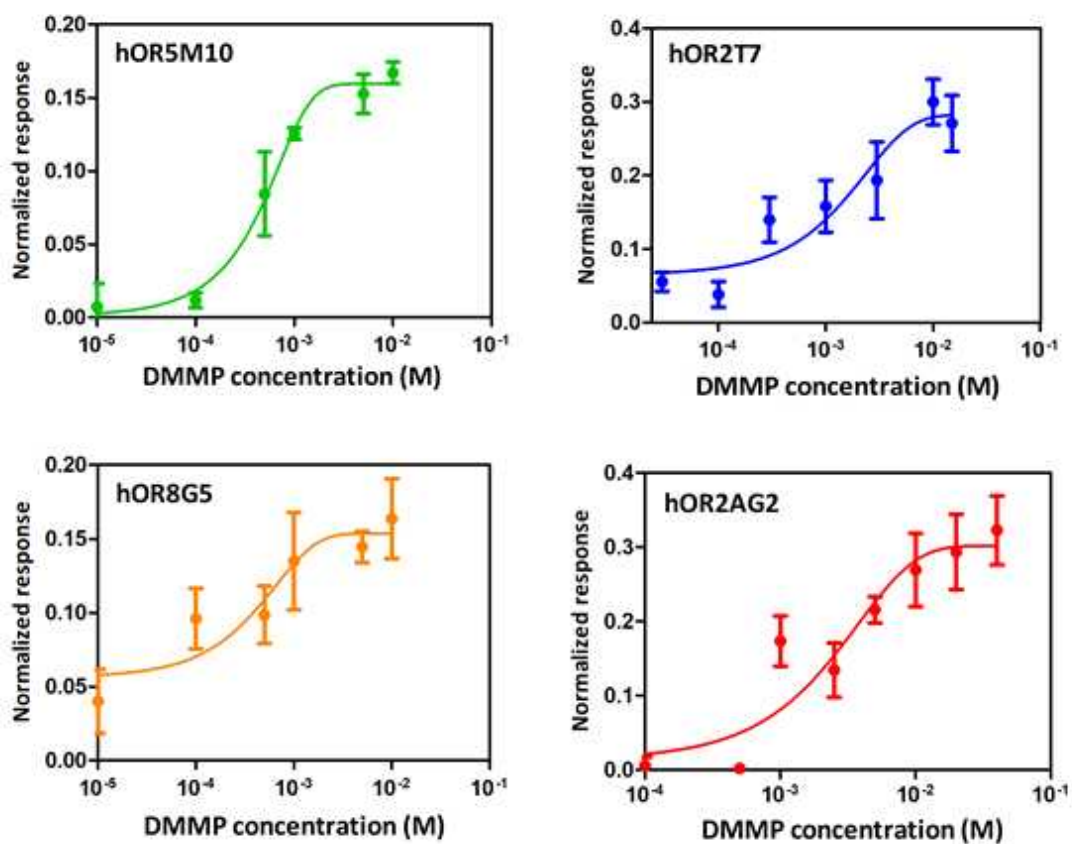 hOR5M10
Normalized response
0.20
0.15
0.10
0.05
0.00
10⁻⁵ 10⁻⁴ 10⁻³ 10⁻² 10⁻¹
DMMP concentration (M)
hOR2T7
Normalized response
0.4
0.3
0.2
0.1
0.0
10⁻⁴ 10⁻³ 10⁻² 10⁻¹
DMMP concentration (M)
hOR8G5
Normalized response
0.20
0.15
0.10
0.05
0.00
10⁻⁵ 10⁻⁴ 10⁻³ 10⁻² 10⁻¹
DMMP concentration (M)
hOR2AG2
Normalized response
0.4
0.3
0.2
0.1
0.0
10⁻⁴ 10⁻³ 10⁻² 10⁻¹
DMMP concentration (M)